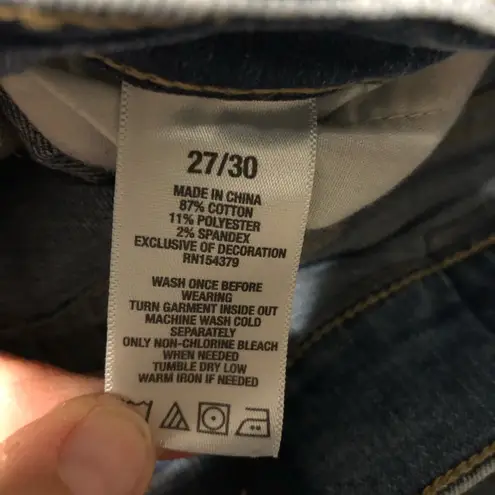 27/30
MADE IN CHINA
87% COTTON
11% POLYESTER
2% SPANDEX
EXCLUSIVE OF DECORATION
RN154379
WASH ONCE BEFORE
WEARING
TURN GARMENT INSIDE OUT
MACHINE WASH COLD
SEPARATELY
ONLY NON-CHLORINE BLEACH
WHEN NEEDED
TUMBLE DRY LOW
WARM IRON IF NEEDED